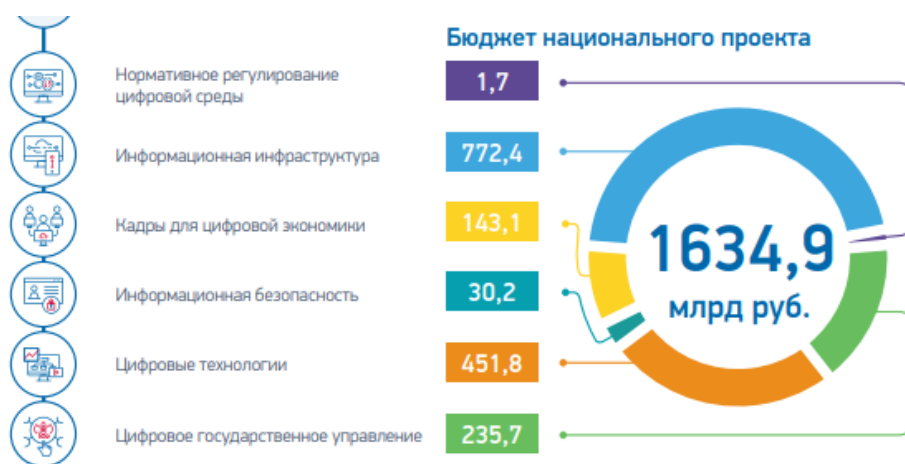 Бюджет национального проекта
Нормативное регулирование
цифровой среды
1,7
Информационная инфраструктура
772,4
Кадры для цифровой экономики
143,1
Информационная безопасность
30,2
Цифровые технологии
451,8
Цифровое государственное управление
235,7
1634,9
млрд руб.